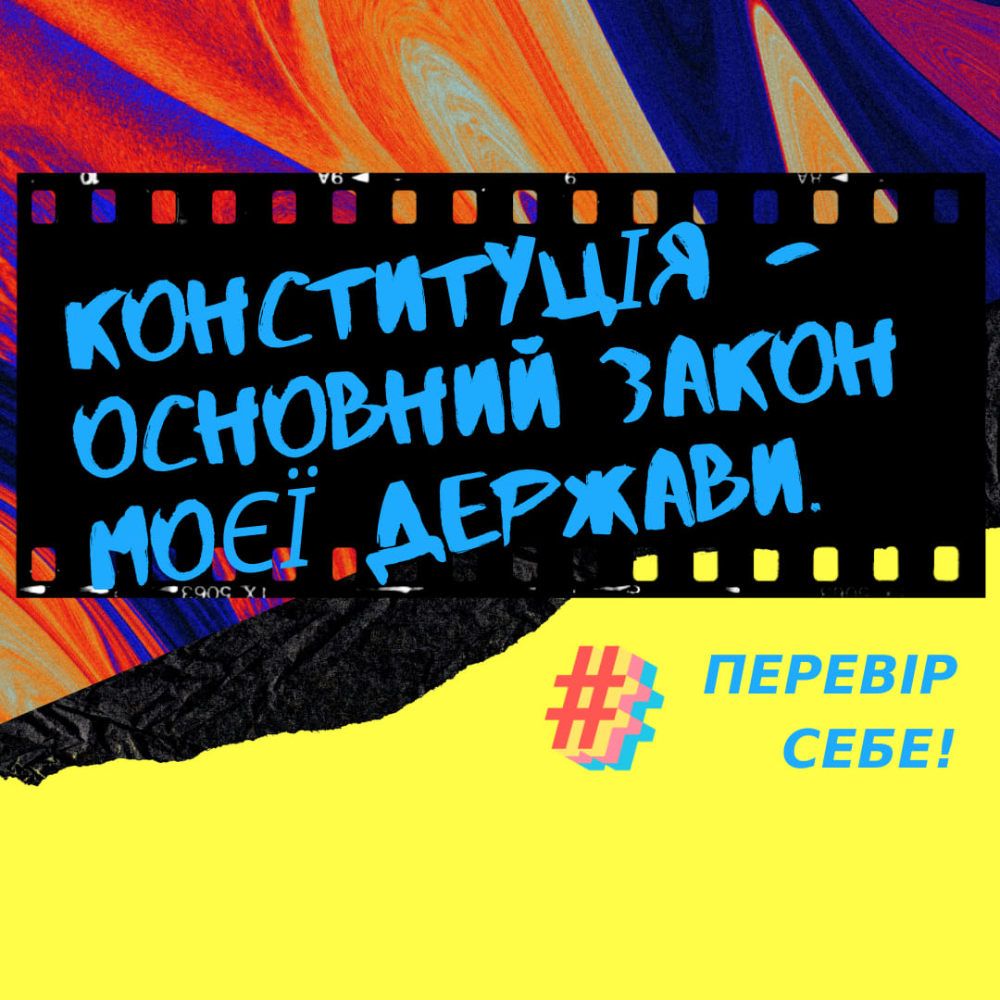 КОНСТИТУЦІЯ -
ОСНОВНИЙ ЗАКОН
МОЄЇ ДЕРЖАВИ.
# ПЕРЕВІР
СЕБЕ!